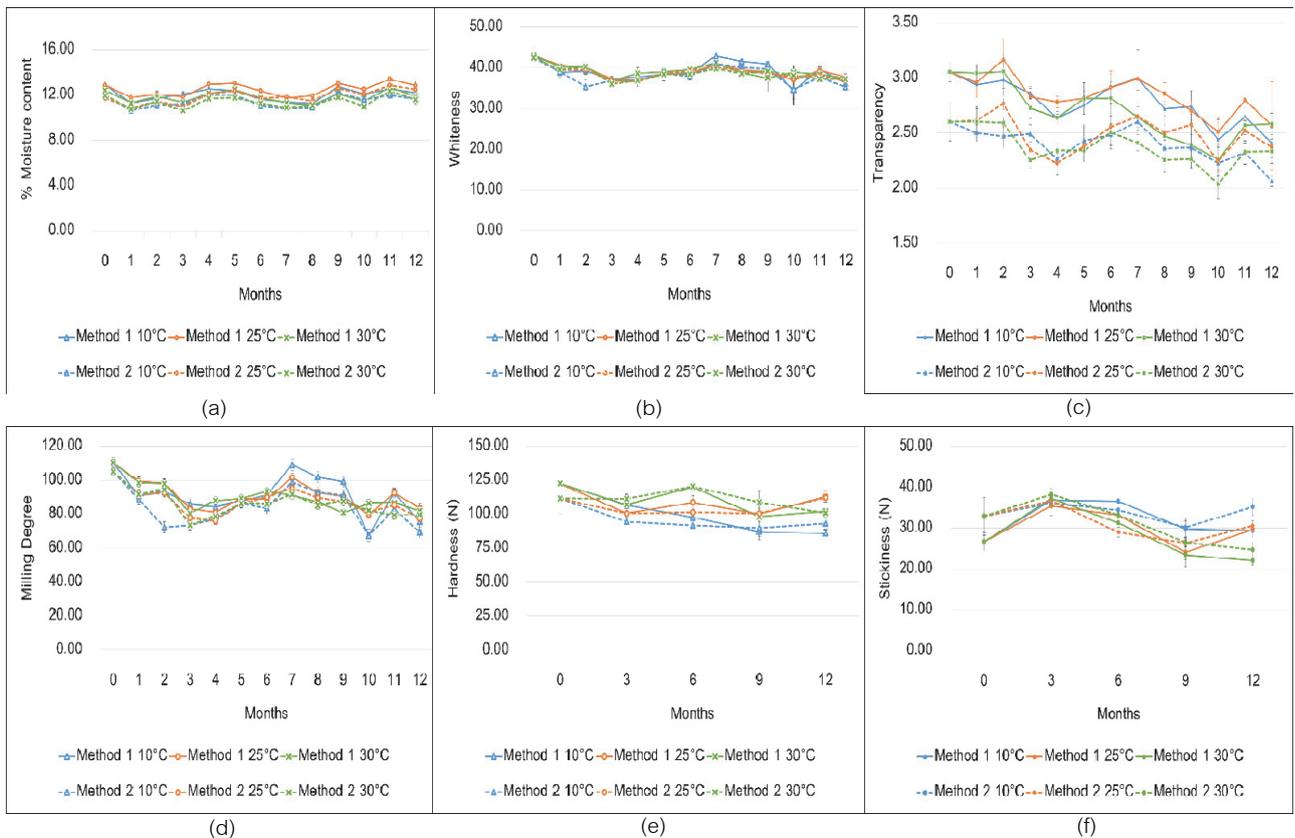 % Moisture content
16.00
12.00
8.00
4.00
0.00
0 1 2 3 4 5 6 7 8 9 10 11 12
Months
Method 1 10°C Method 1 25°C Method 1 30°C
Method 2 10°C Method 2 25°C Method 2 30°C
(a)
Whiteness
50.00
40.00
30.00
20.00
10.00
0.00
0 1 2 3 4 5 6 7 8 9 10 11 12
Months
Method 1 10°C Method 1 25°C Method 1 30°C
Method 2 10°C Method 2 25°C Method 2 30°C
(b)
Transparency
3.50
3.00
2.50
2.00
1.50
0 1 2 3 4 5 6 7 8 9 10 11 12
Months
Method 1 10°C Method 1 25°C Method 1 30°C
Method 2 10°C Method 2 25°C Method 2 30°C
(c)
Milling Degree
120.00
100.00
80.00
60.00
40.00
20.00
0.00
0 1 2 3 4 5 6 7 8 9 10 11 12
Months
Method 1 10°C Method 1 25°C Method 1 30°C
Method 2 10°C Method 2 25°C Method 2 30°C
(d)
Hardness (N)
150.00
125.00
100.00
75.00
50.00
25.00
0.00
0 3 6 9 12
Months
Method 1 10°C Method 1 25°C Method 1 30°C
Method 2 10°C Method 2 25°C Method 2 30°C
(e)
Stickiness (N)
50.00
40.00
30.00
20.00
10.00
0.00
0 3 6 9 12
Months
Method 1 10°C Method 1 25°C Method 1 30°C
Method 2 10°C Method 2 25°C Method 2 30°C
(f)